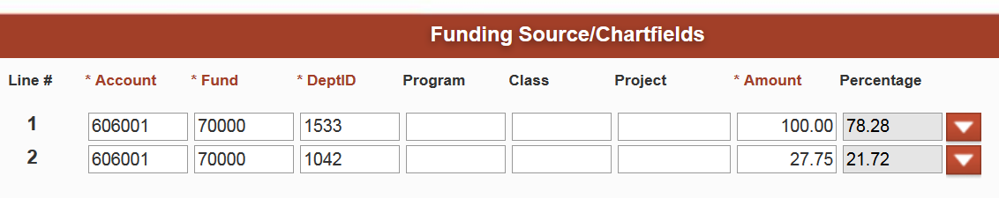 Funding Source/Chartfields
Line # * Account * Fund * DeptID Program Class Project * Amount Percentage
1 606001 70000 1533 100.00 78.28
2 606001 70000 1042 27.75 21.72